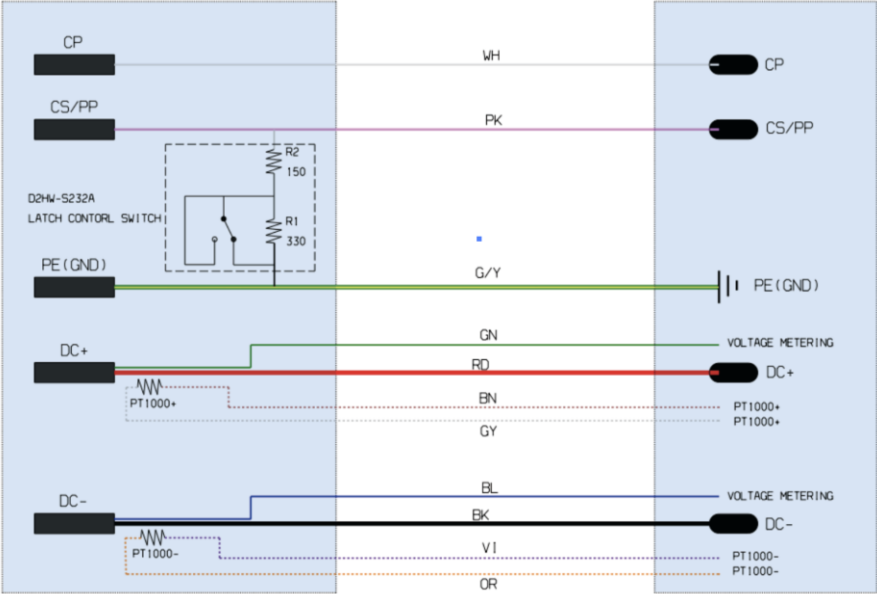 CP
WH
CP
CS/PP
PK
CS/PP
R2
150
D2HW-S232A
LATCH CONTORL SWITCH
R1
330
PE(GND)
G/Y
PE(GND)
GN
VOLTAGE METERING
DC+
RD
DC+
PT1000+
BN
PT1000+
GY
PT1000+
BL
VOLTAGE METERING
DC-
BK
DC-
PT1000-
VI
PT1000-
OR
PT1000-